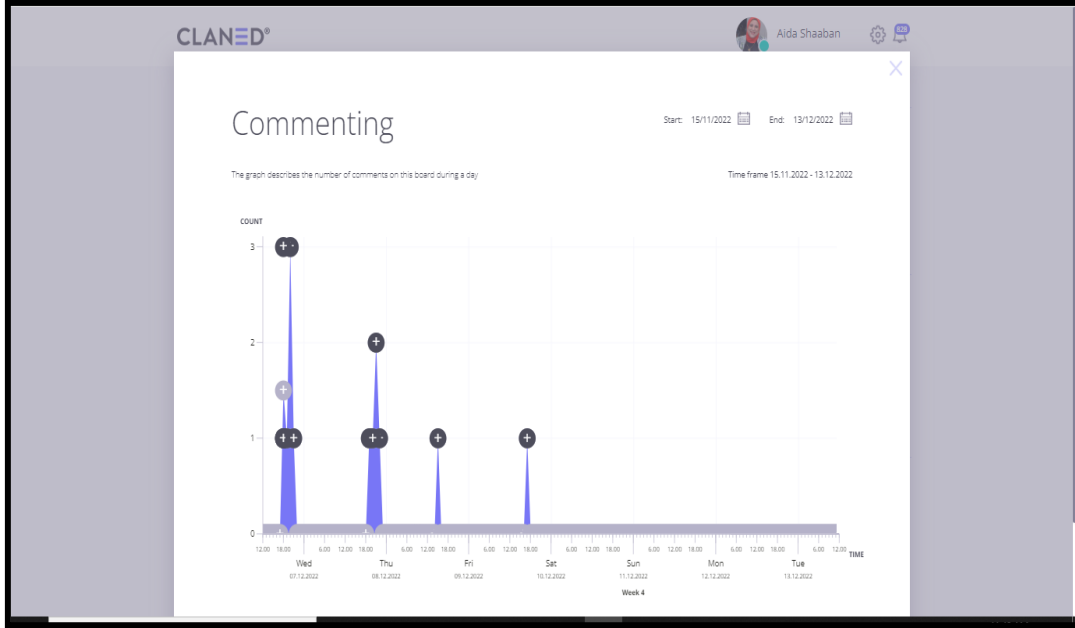 CLANED®
Aida Shaaban
628
Commenting
Start: 15/11/2022 End: 13/12/2022
The graph describes the number of comments on this board during a day
Time frame 15.11.2022 - 13.12.2022
COUNT
3
2
1
0
12.00 18.00 6.00 12.00 18.00 6.00 12.00 18.00 6.00 12.00 18.00 6.00 12.00 18.00 6.00 12.00 18.00 6.00 12.00 18.00 6.00 12.00 TIME
Wed Thu Fri Sat Sun Mon Tue
07.12.2022 08.12.2022 09.12.2022 10.12.2022 11.12.2022 12.12.2022 13.12.2022
Week 4